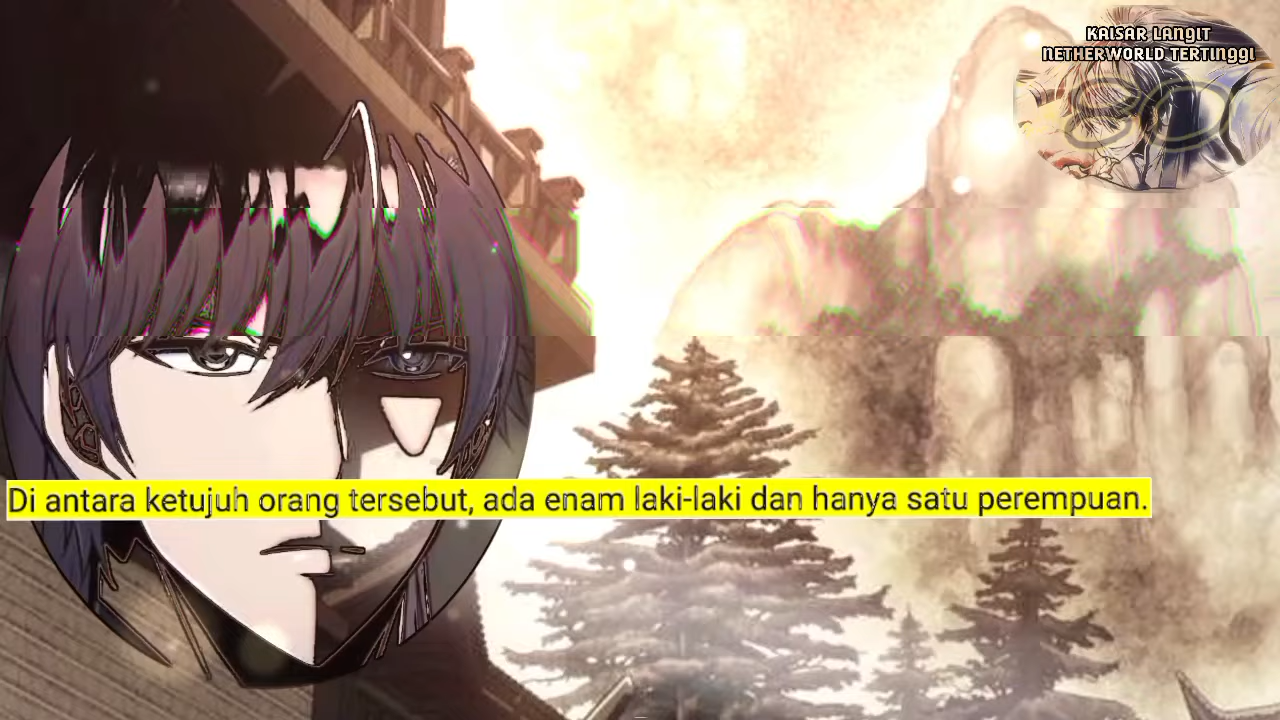 KAISAR LANGIT
NETHERWORLD TERTINGGI
Di antara ketujuh orang tersebut, ada enam laki-laki dan hanya satu perempuan.